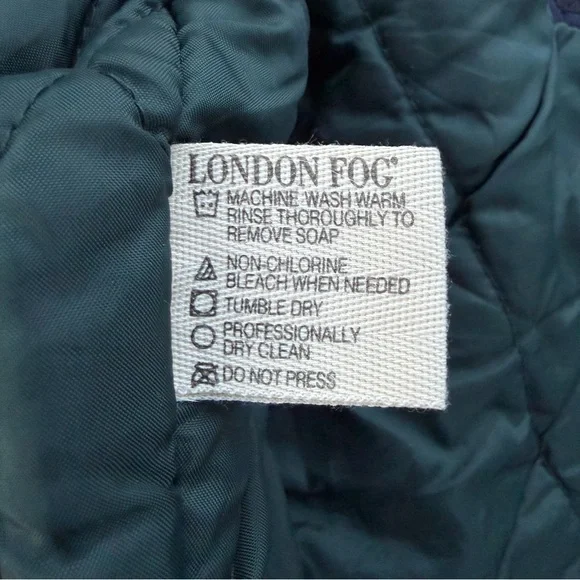 LONDON FOG®
MACHINE WASH WARM
RINSE THOROUGHLY TO
REMOVE SOAP
NON-CHLORINE
BLEACH WHEN NEEDED
TUMBLE DRY
PROFESSIONALLY
DRY CLEAN
DO NOT PRESS